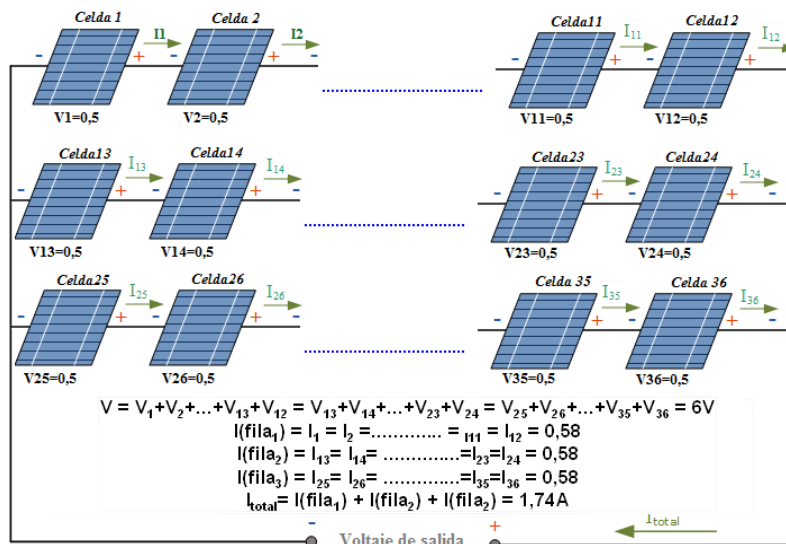 Celda 1 I1 Celda 2 I2 Celda11 I11 Celda12 I12
- + - - - + - + -
V1=0,5 V2=0,5 V11=0,5 V12=0,5
Celda13 I13 Celda14 I14 Celda23 I23 Celda24 I24
- + - - - + - + -
V13=0,5 V14=0,5 V23=0,5 V24=0,5
Celda25 I25 Celda26 I26 Celda 35 I35 Celda 36 I36
- + - - - + - + -
V25=0,5 V26=0,5 V35=0,5 V36=0,5
V = V1+V2+...+V13+V12 = V13+V14+...+V23+V24 = V25+V26+...+V35+V36 = 6V
I(fila1) = I1 = I2 =............. = I11 = I12 = 0,58
I(fila2) = I13= I14= ..............=I23=I24 = 0,58
I(fila3) = I25= I26= ..............=I35=I36 = 0,58
Itotal= I(fila1) + I(fila2) + I(fila2) = 1,74A
- Voltaje de salida + Itotal